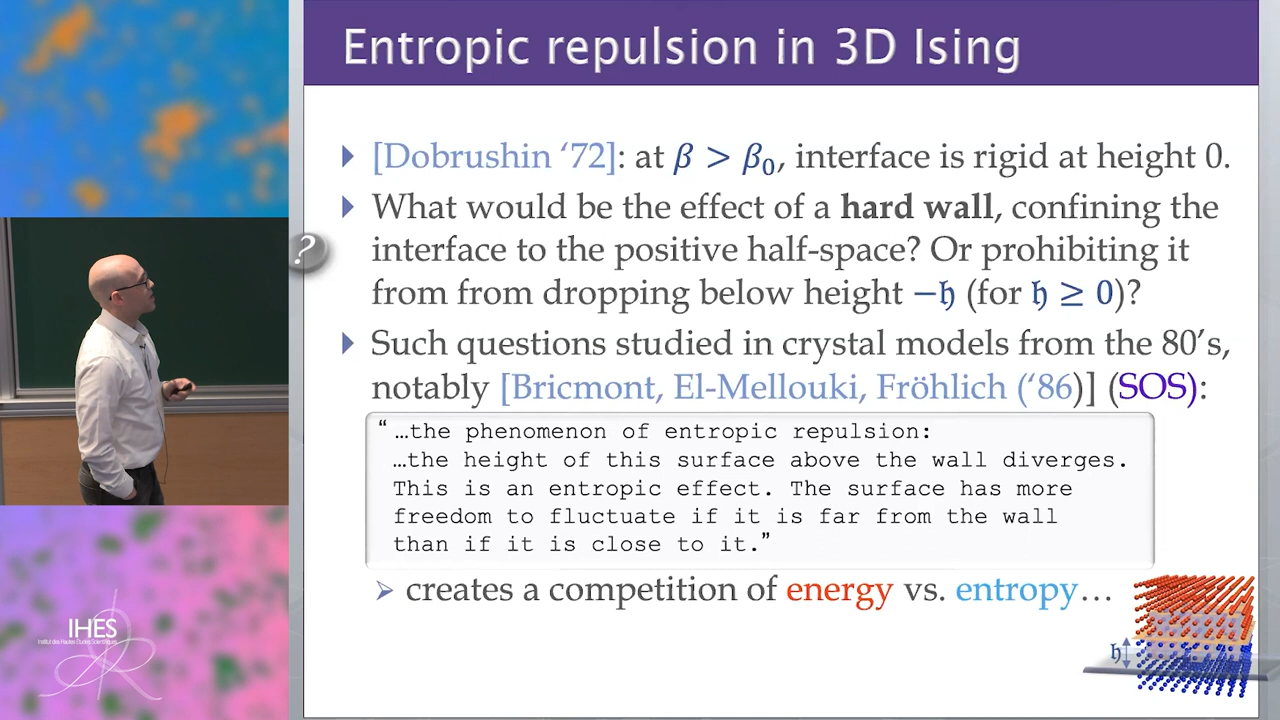 Entropic repulsion in 3D Ising
[Dobrushin ‘72]: at β > β₀, interface is rigid at height 0.
What would be the effect of a hard wall, confining the
interface to the positive half-space? Or prohibiting it
from from dropping below height −𝔥 (for 𝔥 ≥ 0)?
?
Such questions studied in crystal models from the 80’s,
notably [Bricmont, El-Mellouki, Fröhlich (‘86)] (SOS):
“ …the phenomenon of entropic repulsion:
…the height of this surface above the wall diverges.
This is an entropic effect. The surface has more
freedom to fluctuate if it is far from the wall
than if it is close to it.”
➢ creates a competition of energy vs. entropy…
𝔥
IHES
Institut des Hautes Études Scientifiques